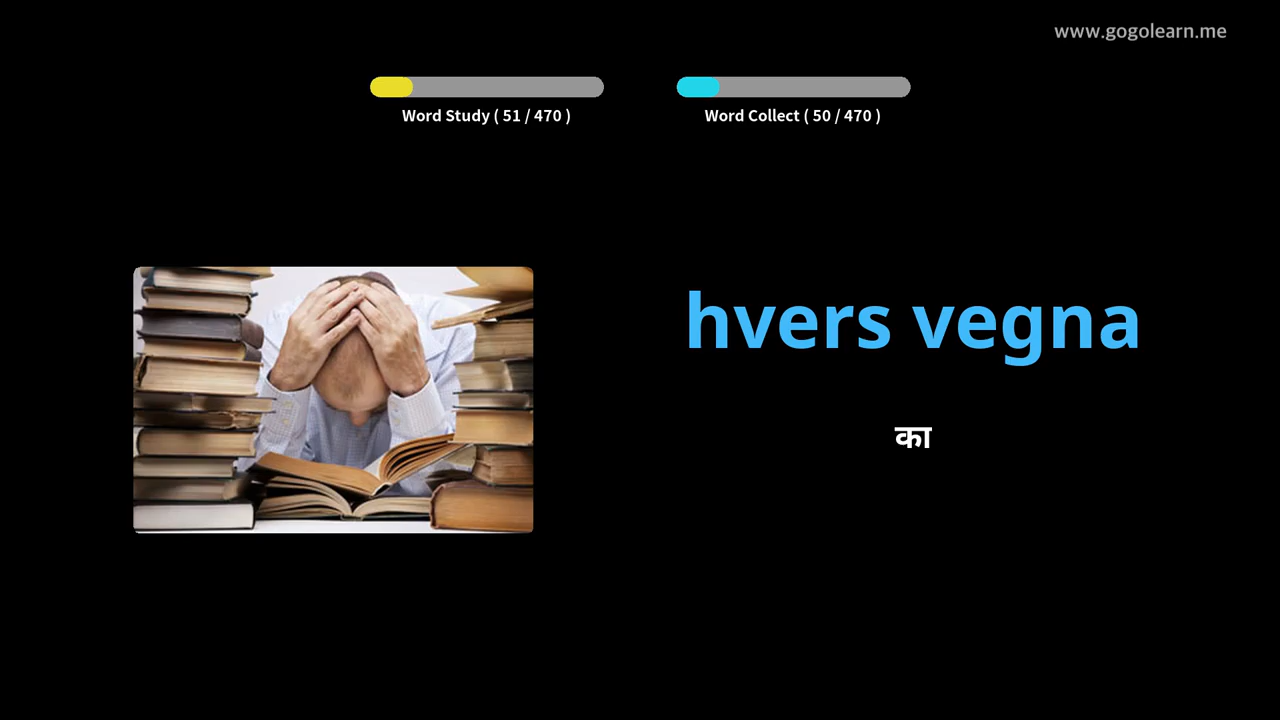 www.gogolearn.me
Word Study ( 51 / 470 )
Word Collect ( 50 / 470 )
hvers vegna
का